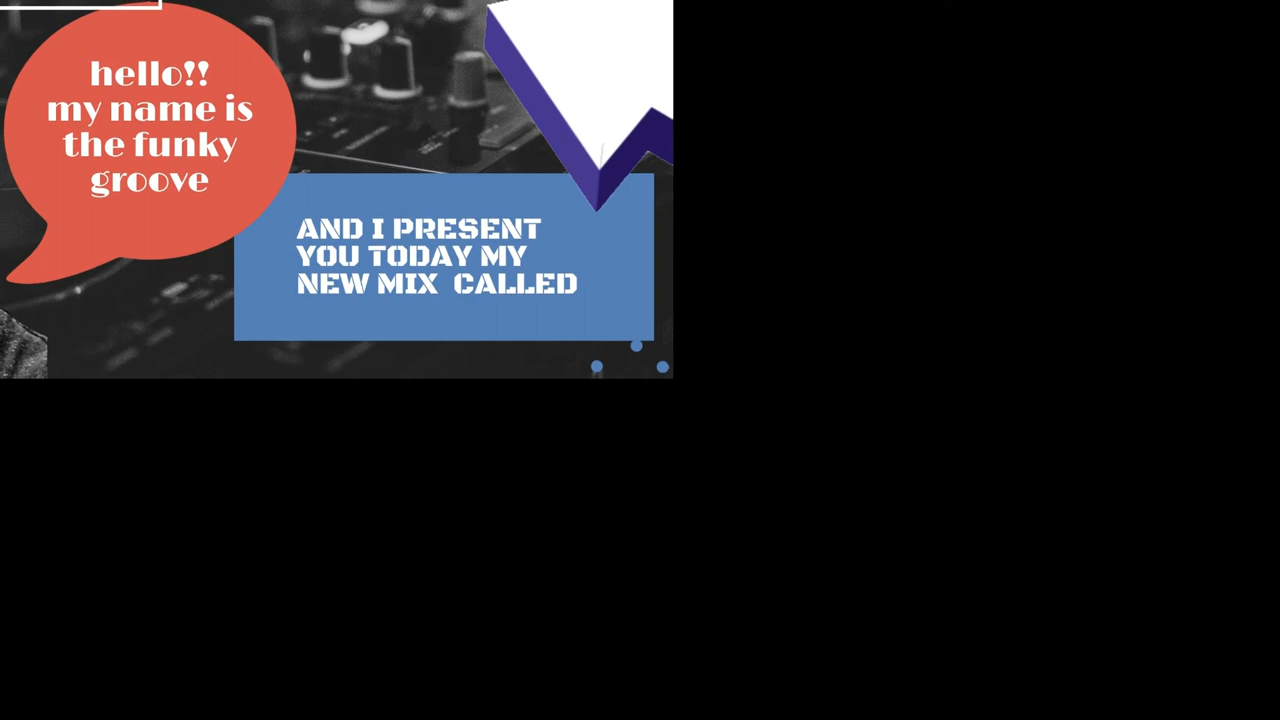 hello!!
my name is
the funky
groove
AND I PRESENT
YOU TODAY MY
NEW MIX  CALLED